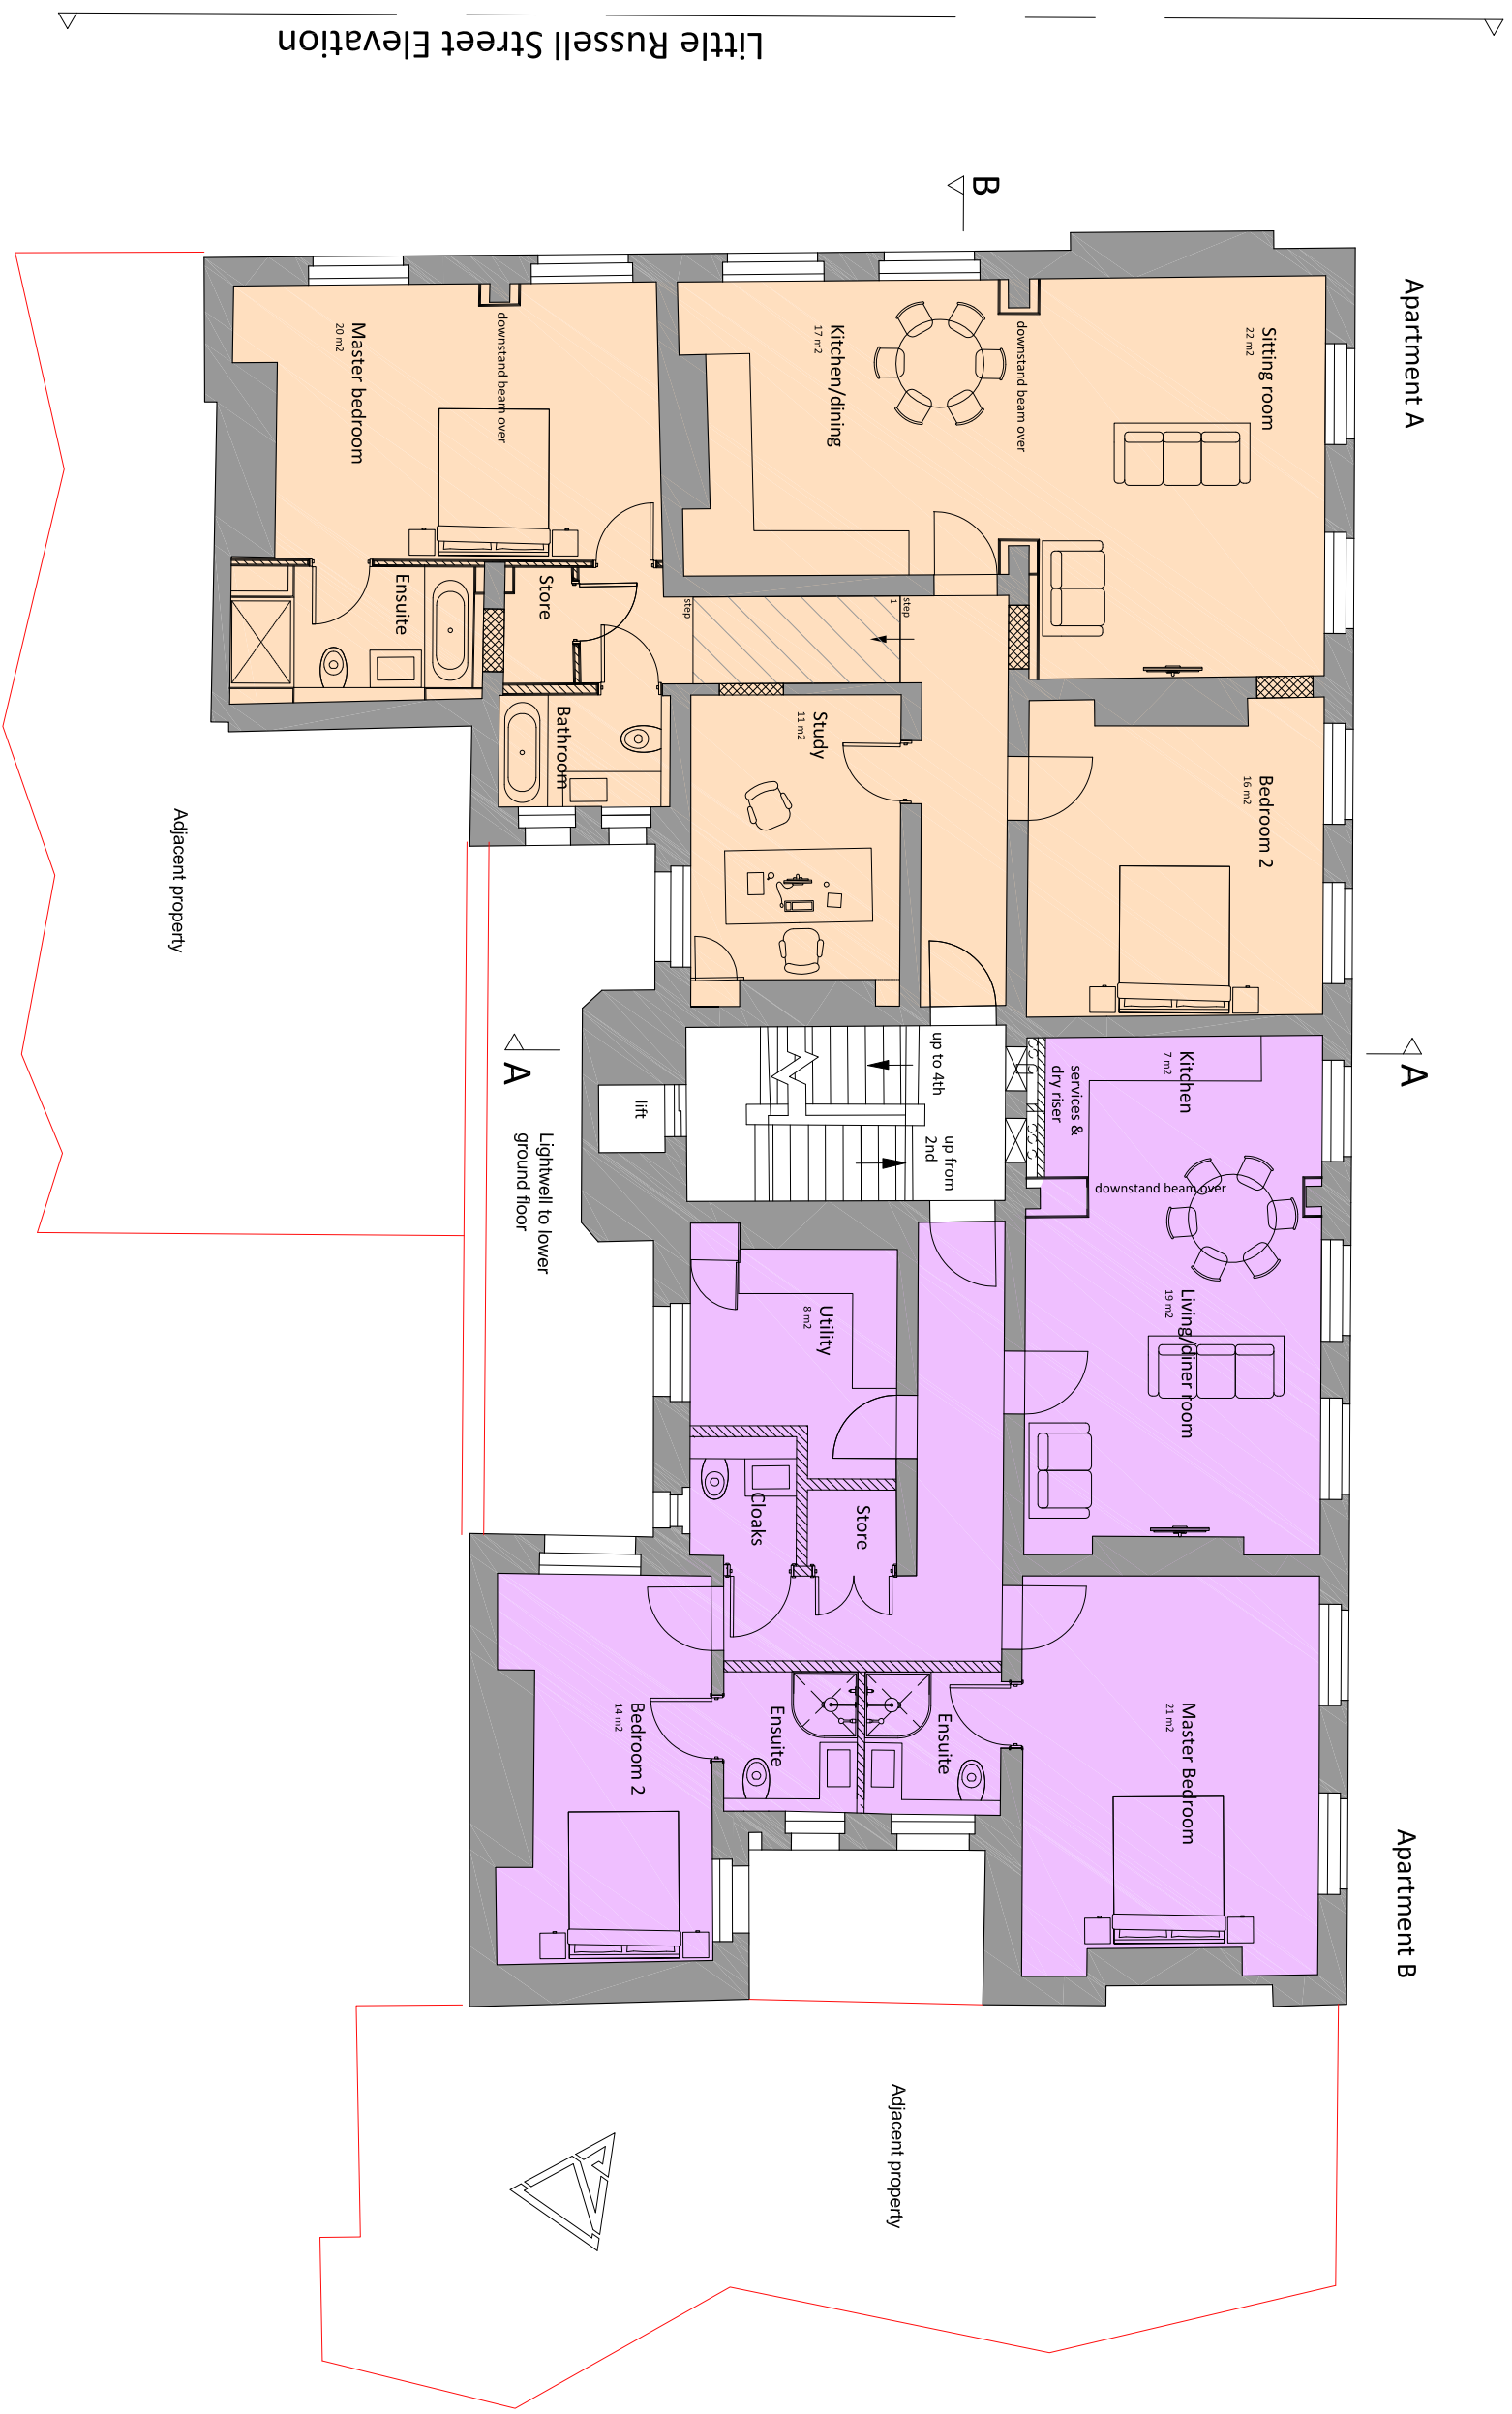 Little Russell Street Elevation
Apartment A
Apartment B
B
Sitting room
22 m2
downstand beam over
Kitchen/dining
17 m2
downstand beam over
Master bedroom
20 m2
Ensuite
Store
Bathroom
step
step
1
Study
11 m2
Bedroom 2
16 m2
A
A
up to 4th
up from
2nd
lift
services &
dry riser
Kitchen
7 m2
downstand beam over
Living/diner room
19 m2
Utility
8 m2
Cloaks
Store
Master Bedroom
21 m2
Ensuite
Ensuite
Bedroom 2
14 m2
Lightwell to lower
ground floor
Adjacent property
Adjacent property